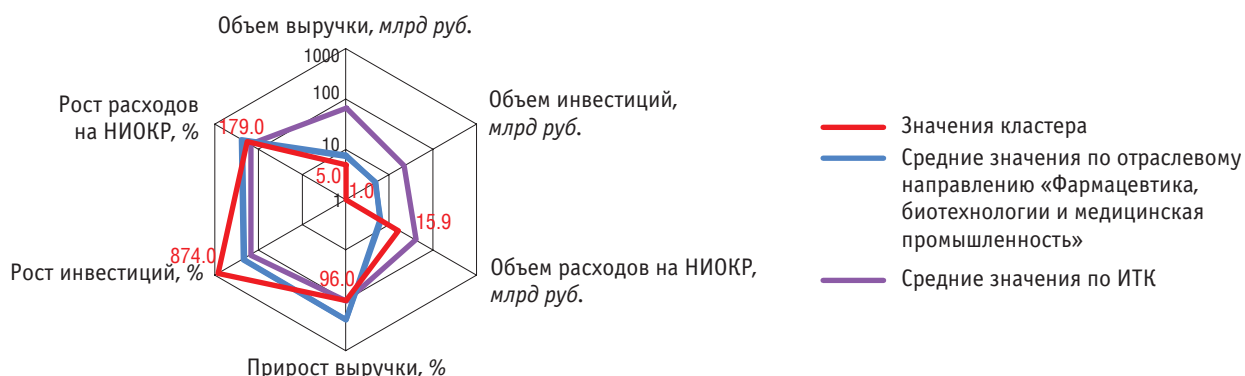 Объем выручки, млрд руб.
1000
100
10
1
Объем инвестиций,
млрд руб.
Рост расходов
на НИОКР, %
179.0
5.0
1.0
15.9
874.0
96.0
Рост инвестиций, %
Объем расходов на НИОКР,
млрд руб.
Прирост выручки, %
Значения кластера
Средние значения по отраслевому
направлению «Фармацевтика,
биотехнологии и медицинская
промышленность»
Средние значения по ИТК